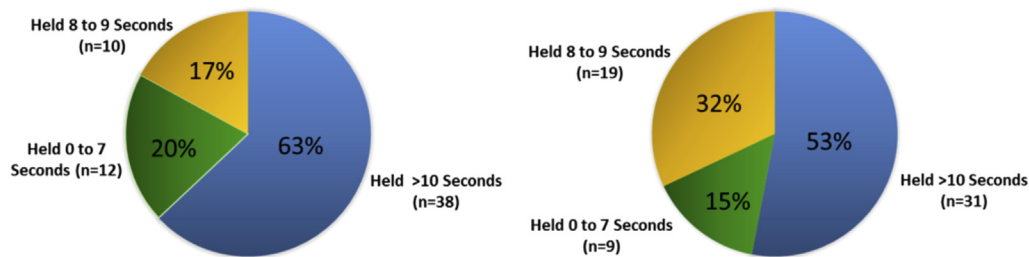 Held 8 to 9 Seconds
(n=10)
17%
Held 0 to 7
Seconds (n=12)
20%
63%
Held >10 Seconds
(n=38)
Held 8 to 9 Seconds
(n=19)
32%
53%
Held >10 Seconds
(n=31)
15%
Held 0 to 7 Seconds
(n=9)